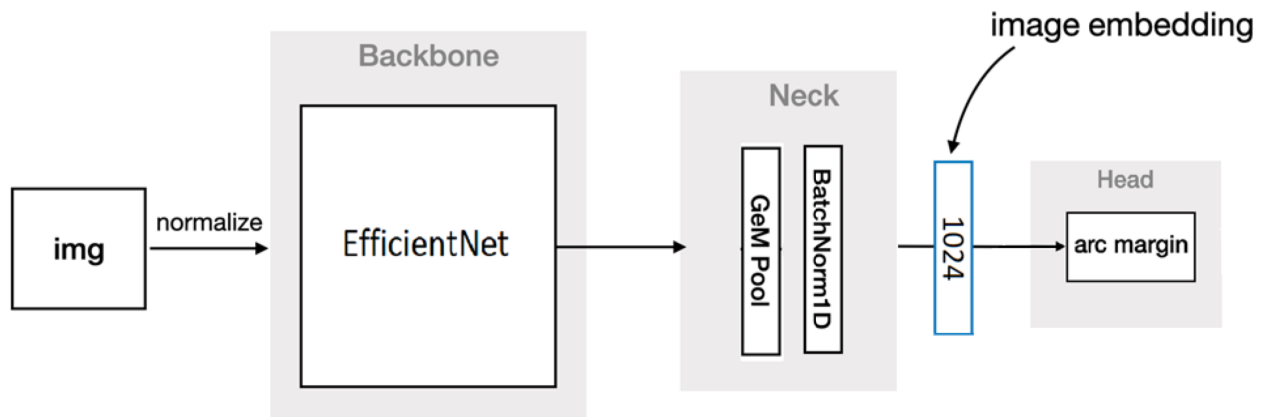 image embedding
Backbone
Neck
Head
img
normalize
EfficientNet
GeM Pool
BatchNorm1D
1024
arc margin